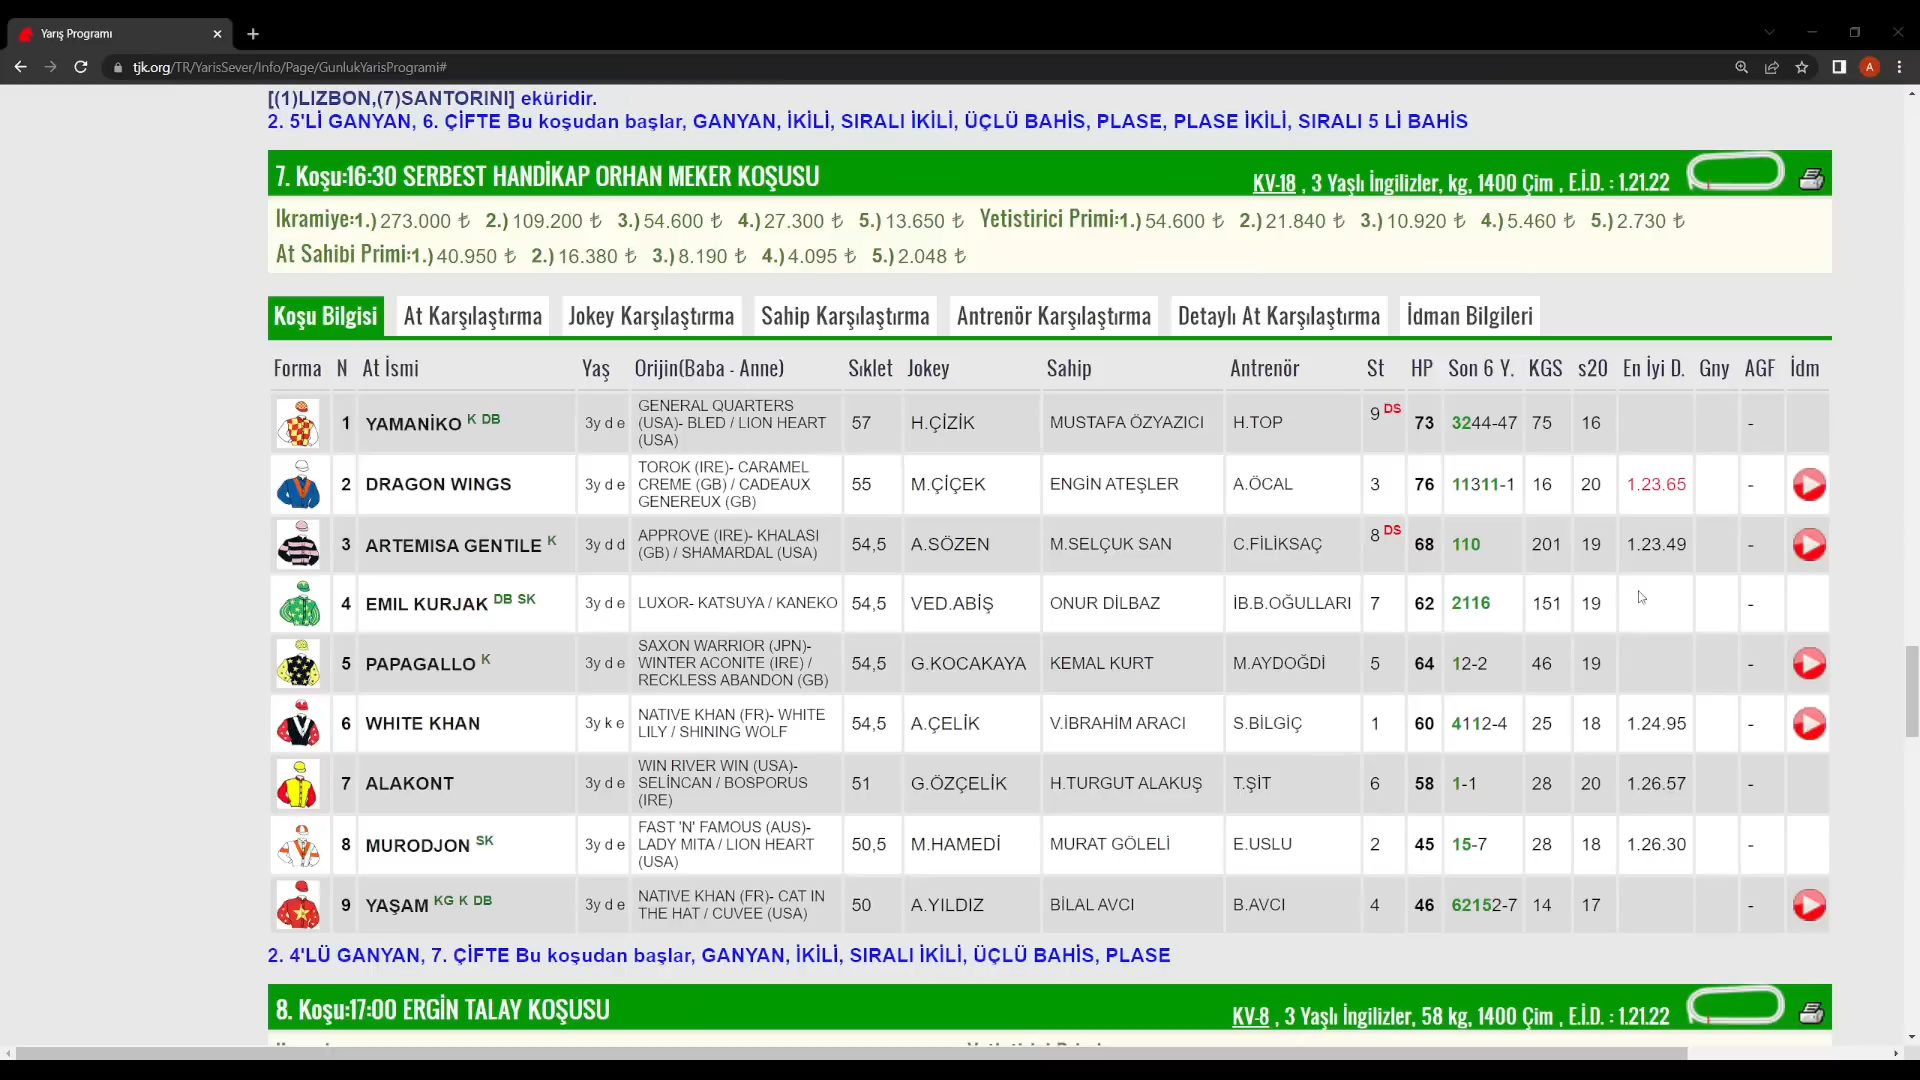 Yarış Programı
tjk.org/TR/YarisSever/Info/Page/GunlukYarisProgrami#
A
[(1)LIZBON,(7)SANTORINI] eküridir.
2. 5'Lİ GANYAN, 6. ÇİFTE Bu koşudan başlar, GANYAN, İKİLİ, SIRALI İKİLİ, ÜÇLÜ BAHİS, PLASE, PLASE İKİLİ, SIRALI 5 Lİ BAHİS
7. Koşu:16:30 SERBEST HANDİKAP ORHAN MEKER KOŞUSU
KV-18 , 3 Yaşlı İngilizler, kg, 1400 Çim , E.İ.D. : 1.21.22
Ikramiye:1.) 273.000 ₺ 2.) 109.200 ₺ 3.) 54.600 ₺ 4.) 27.300 ₺ 5.) 13.650 ₺ Yetistirici Primi:1.) 54.600 ₺ 2.) 21.840 ₺ 3.) 10.920 ₺ 4.) 5.460 ₺ 5.) 2.730 ₺
At Sahibi Primi:1.) 40.950 ₺ 2.) 16.380 ₺ 3.) 8.190 ₺ 4.) 4.095 ₺ 5.) 2.048 ₺
Koşu Bilgisi At Karşılaştırma Jokey Karşılaştırma Sahip Karşılaştırma Antrenör Karşılaştırma Detaylı At Karşılaştırma İdman Bilgileri
Forma N At İsmi Yaş Orijin(Baba - Anne) Sıklet Jokey Sahip Antrenör St HP Son 6 Y. KGS s20 En İyi D. Gny AGF İdm
1 YAMANİKO K DB 3y d e GENERAL QUARTERS (USA)- BLED / LION HEART (USA) 57 H.ÇİZİK MUSTAFA ÖZYAZICI H.TOP 9 DS 73 3244-47 75 16 -
2 DRAGON WINGS 3y d e TOROK (IRE)- CARAMEL CREME (GB) / CADEAUX GENEREUX (GB) 55 M.ÇİÇEK ENGİN ATEŞLER A.ÖCAL 3 76 11311-1 16 20 1.23.65 -
3 ARTEMISA GENTILE K 3y d d APPROVE (IRE)- KHALASI (GB) / SHAMARDAL (USA) 54,5 A.SÖZEN M.SELÇUK SAN C.FİLİKSAÇ 8 DS 68 110 201 19 1.23.49 -
4 EMIL KURJAK DB SK 3y d e LUXOR- KATSUYA / KANEKO 54,5 VED.ABİŞ ONUR DİLBAZ İB.B.OĞULLARI 7 62 2116 151 19 -
5 PAPAGALLO K 3y d e SAXON WARRIOR (JPN)- WINTER ACONITE (IRE) / RECKLESS ABANDON (GB) 54,5 G.KOCAKAYA KEMAL KURT M.AYDOĞDİ 5 64 12-2 46 19 -
6 WHITE KHAN 3y k e NATIVE KHAN (FR)- WHITE LILY / SHINING WOLF 54,5 A.ÇELİK V.İBRAHİM ARACI S.BİLGİÇ 1 60 4112-4 25 18 1.24.95 -
7 ALAKONT 3y d e WIN RIVER WIN (USA)- SELİNCAN / BOSPORUS (IRE) 51 G.ÖZÇELİK H.TURGUT ALAKUŞ T.ŞİT 6 58 1-1 28 20 1.26.57 -
8 MURODJON SK 3y d e FAST 'N' FAMOUS (AUS)- LADY MITA / LION HEART (USA) 50,5 M.HAMEDİ MURAT GÖLELİ E.USLU 2 45 15-7 28 18 1.26.30 -
9 YAŞAM KG K DB 3y d e NATIVE KHAN (FR)- CAT IN THE HAT / CUVEE (USA) 50 A.YILDIZ BİLAL AVCI B.AVCI 4 46 62152-7 14 17 -
2. 4'LÜ GANYAN, 7. ÇİFTE Bu koşudan başlar, GANYAN, İKİLİ, SIRALI İKİLİ, ÜÇLÜ BAHİS, PLASE
8. Koşu:17:00 ERGİN TALAY KOŞUSU
KV-8 , 3 Yaşlı İngilizler, 58 kg, 1400 Çim , E.İ.D. : 1.21.22